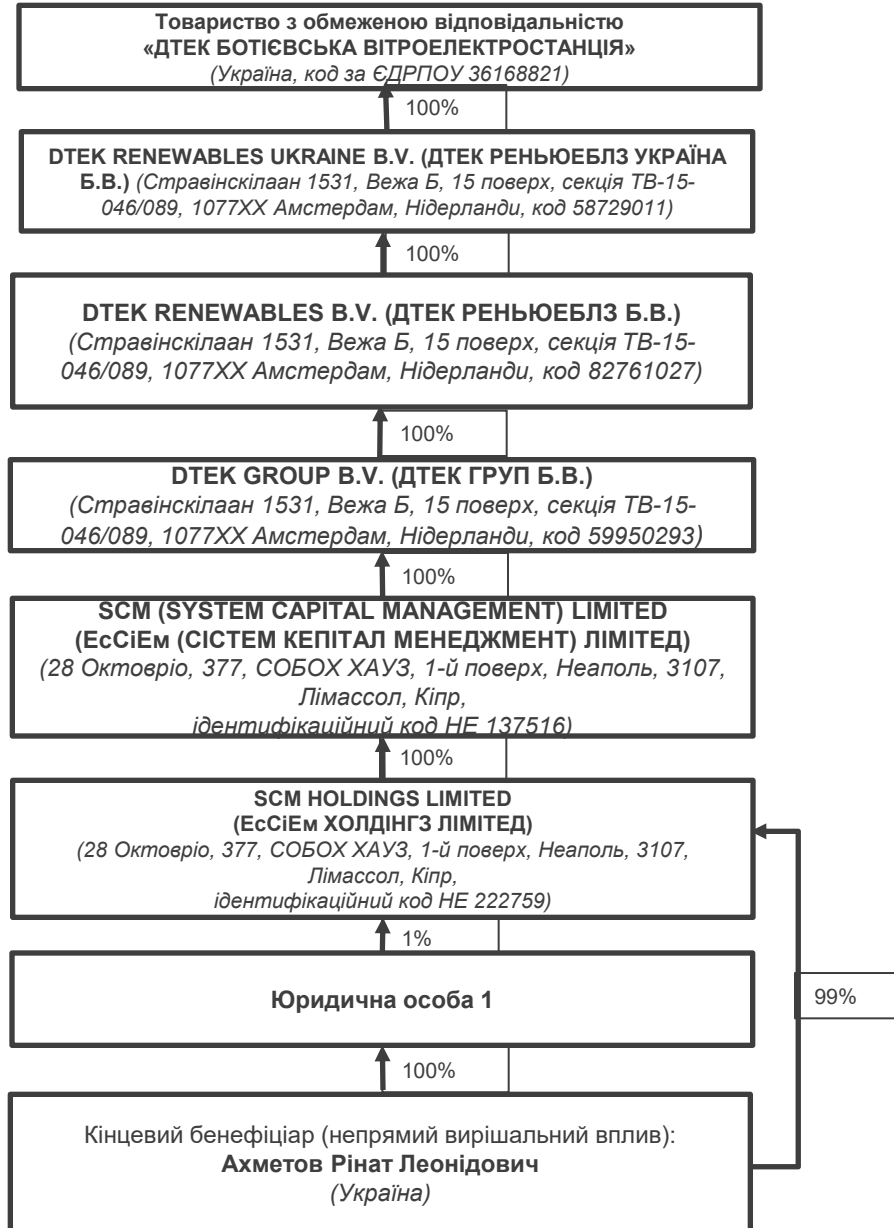 Товариство з обмеженою відповідальністю
«ДТЕК БОТІЄВСЬКА ВІТРОЕЛЕКТРОСТАНЦІЯ»
(Україна, код за ЄДРПОУ 36168821)
100%
DTEK RENEWABLES UKRAINE B.V. (ДТЕК РЕНЬЮЕБЛЗ УКРАЇНА
Б.В.) (Стравінскілаан 1531, Вежа Б, 15 поверх, секція ТВ-15-
046/089, 1077XX Амстердам, Нідерланди, код 58729011)
100%
DTEK RENEWABLES B.V. (ДТЕК РЕНЬЮЕБЛЗ Б.В.)
(Стравінскілаан 1531, Вежа Б, 15 поверх, секція ТВ-15-
046/089, 1077XX Амстердам, Нідерланди, код 82761027)
100%
DTEK GROUP B.V. (ДТЕК ГРУП Б.В.)
(Стравінскілаан 1531, Вежа Б, 15 поверх, секція ТВ-15-
046/089, 1077XX Амстердам, Нідерланди, код 59950293)
100%
SCM (SYSTEM CAPITAL MANAGEMENT) LIMITED
(ЕсСіЕм (СІСТЕМ КЕПІТАЛ МЕНЕДЖМЕНТ) ЛІМІТЕД)
(28 Октовріо, 377, СОБОХ ХАУЗ, 1-й поверх, Неаполь, 3107,
Лімассол, Кіпр,
ідентифікаційний код HE 137516)
100%
SCM HOLDINGS LIMITED
(ЕсСіЕм ХОЛДІНГЗ ЛІМІТЕД)
(28 Октовріо, 377, СОБОХ ХАУЗ, 1-й поверх, Неаполь, 3107,
Лімассол, Кіпр,
ідентифікаційний код HE 222759)
1%
Юридична особа 1
99%
100%
Кінцевий бенефіціар (непрямий вирішальний вплив):
Ахметов Рінат Леонідович
(Україна)